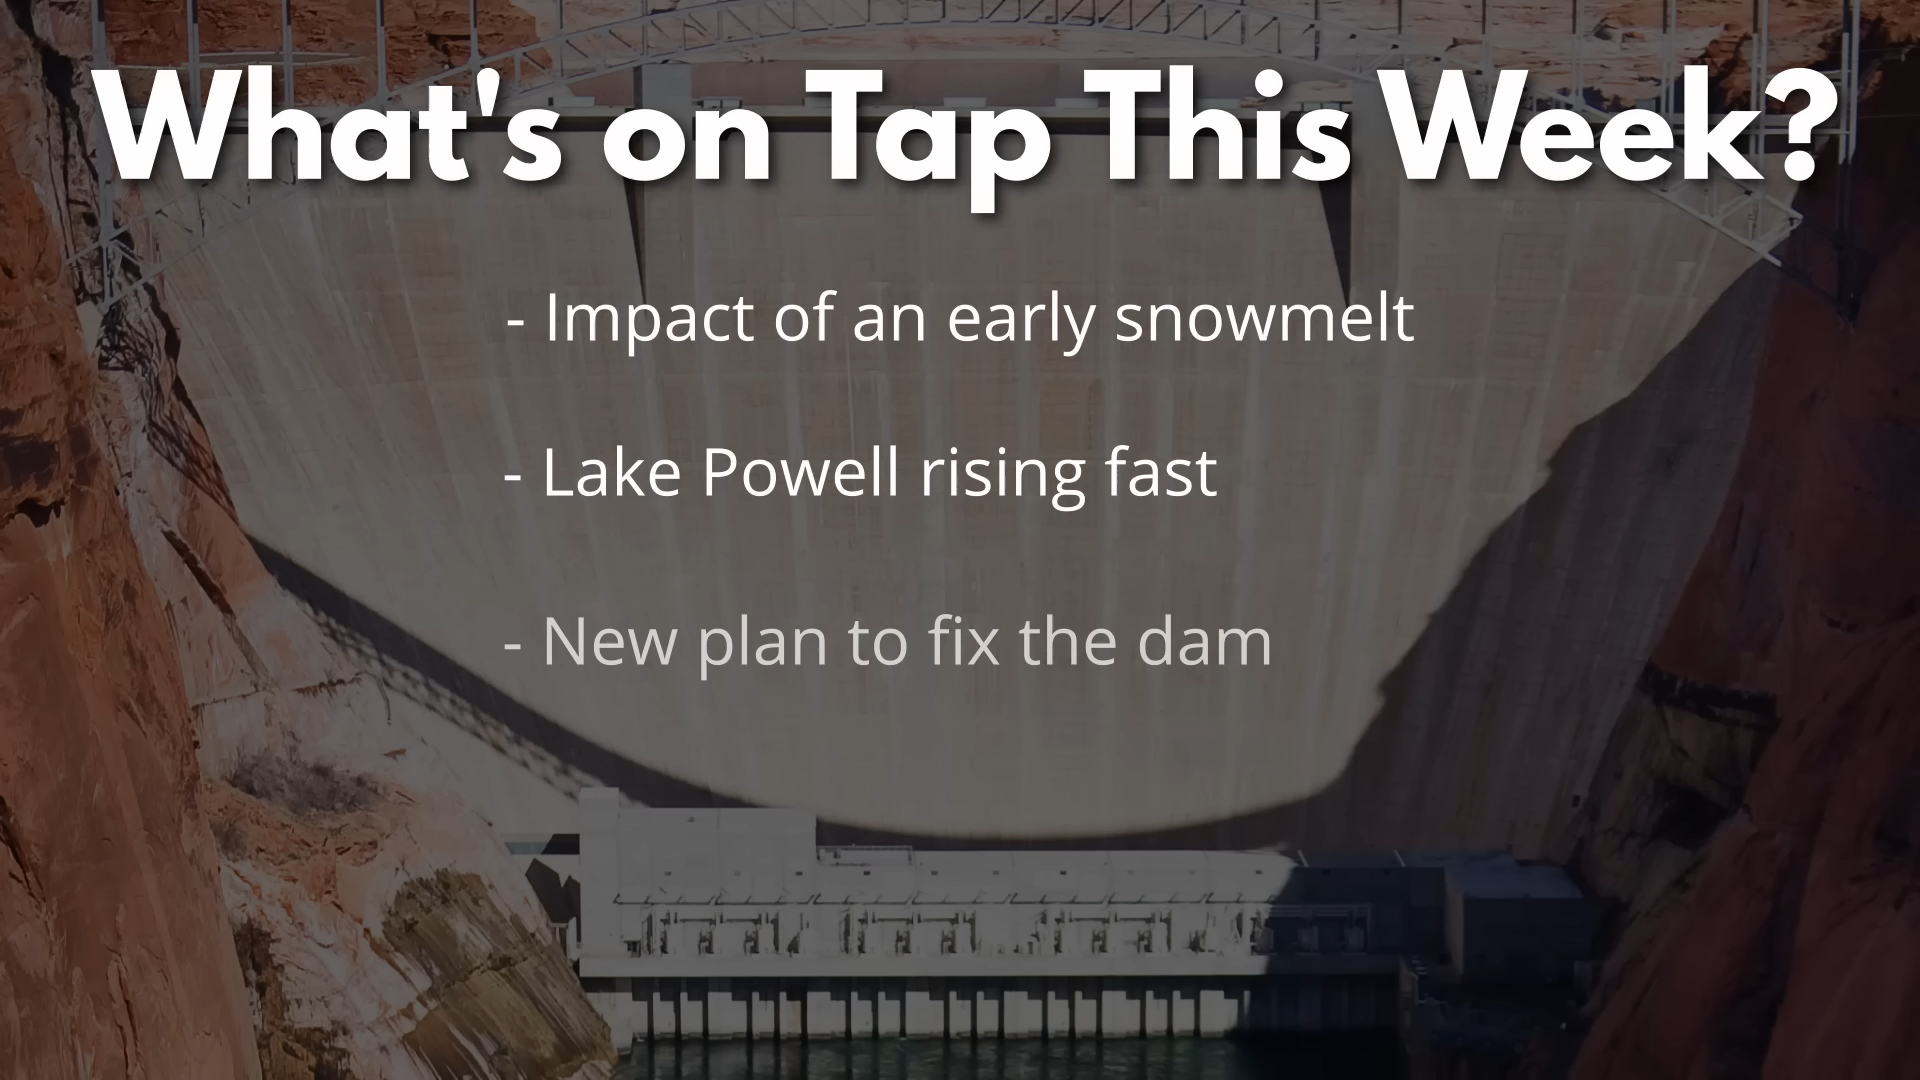 What's on Tap This Week?
- Impact of an early snowmelt
- Lake Powell rising fast
- New plan to fix the dam